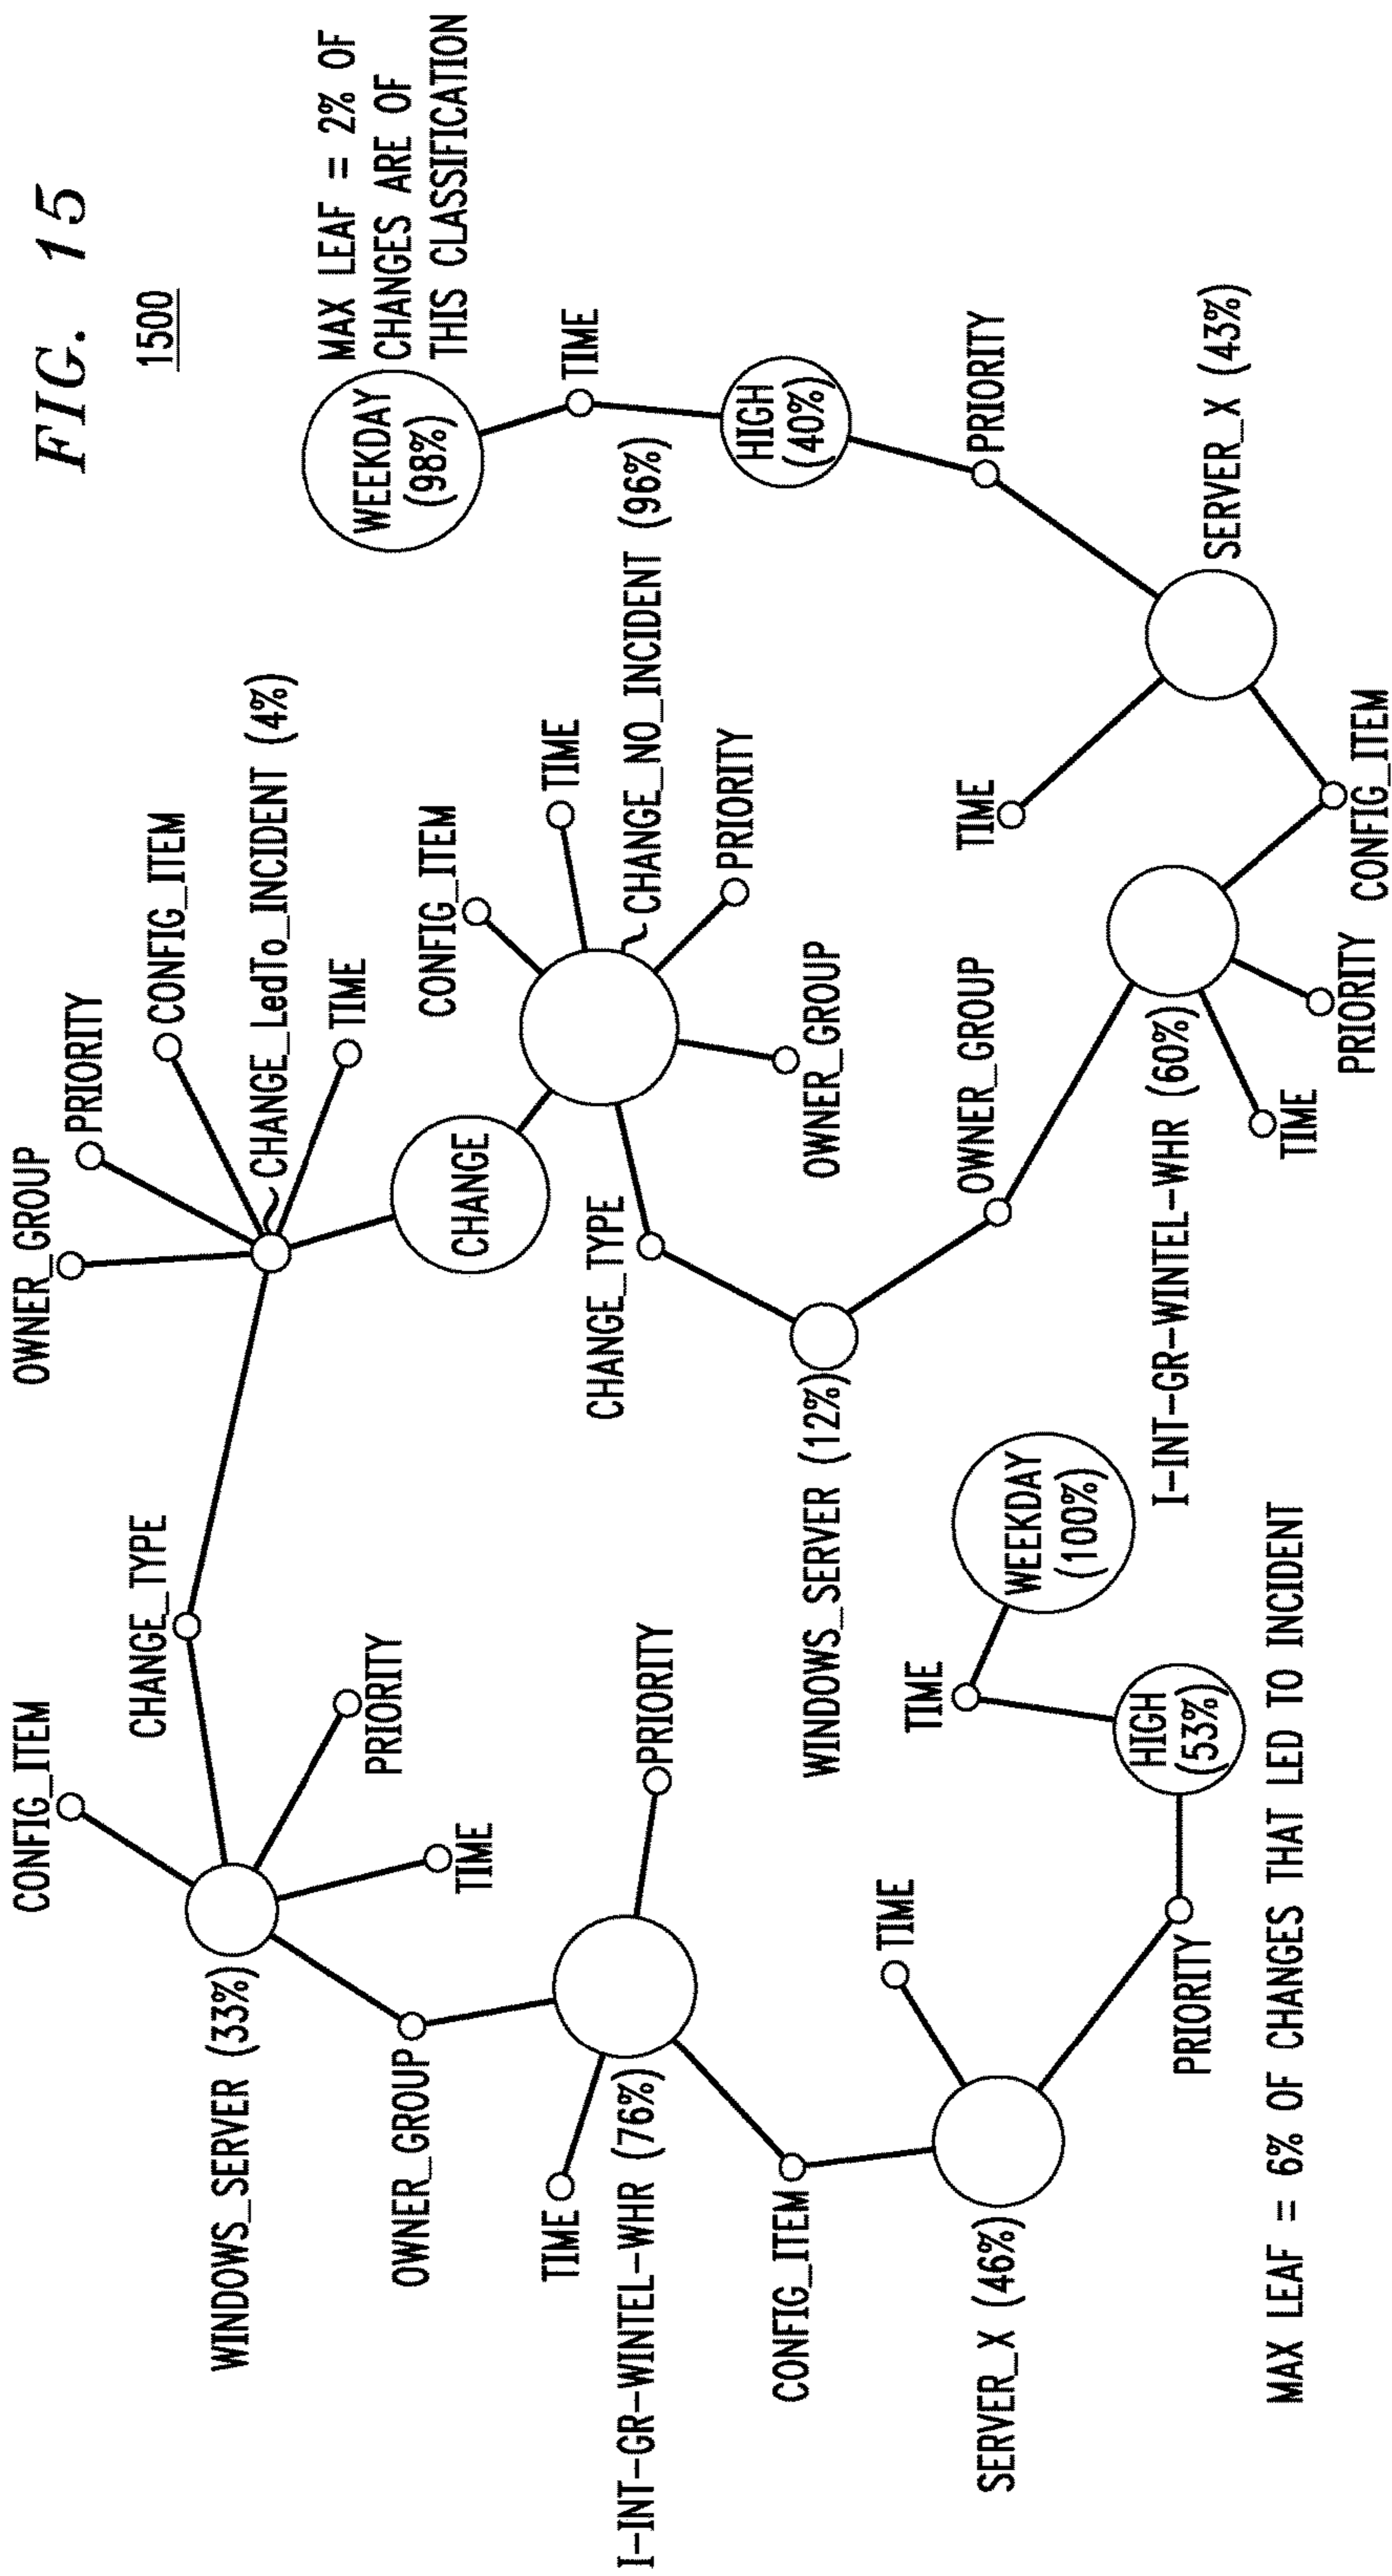 FIG. 15
1500
OWNER_GROUP
PRIORITY
CONFIG_ITEM
CHANGE_LedTo_INCIDENT (4%)
TIME
CHANGE
CHANGE_TYPE
CONFIG_ITEM
PRIORITY
TIME
WINDOWS_SERVER (33%)
OWNER_GROUP
PRIORITY
TIME
I-INT-GR-WINTEL-WHR (76%)
CONFIG_ITEM
TIME
SERVER_X (46%)
PRIORITY
HIGH
(53%)
TIME
WEEKDAY
(100%)
MAX LEAF = 6% OF CHANGES THAT LED TO INCIDENT
CONFIG_ITEM
TIME
CHANGE_NO_INCIDENT (96%)
PRIORITY
OWNER_GROUP
CHANGE_TYPE
WINDOWS_SERVER (12%)
OWNER_GROUP
I-INT-GR-WINTEL-WHR (60%)
TIME
PRIORITY
CONFIG_ITEM
TIME
SERVER_X (43%)
PRIORITY
HIGH
(40%)
TIME
WEEKDAY
(98%)
MAX LEAF = 2% OF
CHANGES ARE OF
THIS CLASSIFICATION